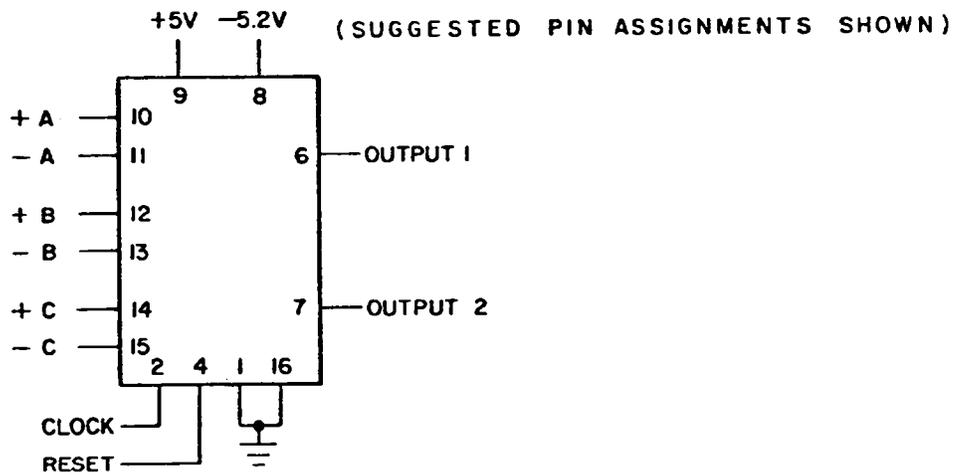 +5V −5.2V (SUGGESTED PIN ASSIGNMENTS SHOWN)
9 8
+ A 10
− A 11 6 OUTPUT 1
+ B 12
− B 13
+ C 14 7 OUTPUT 2
− C 15
2 4 1 16
CLOCK
RESET